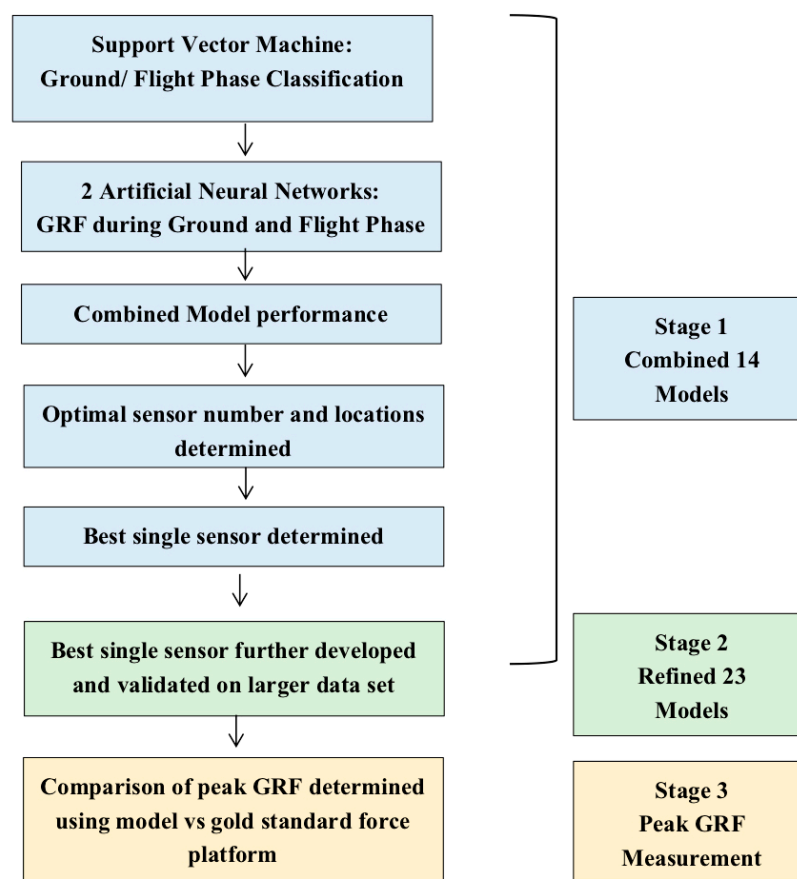 Support Vector Machine:
Ground/ Flight Phase Classification
2 Artificial Neural Networks:
GRF during Ground and Flight Phase
Combined Model performance
Optimal sensor number and locations
determined
Best single sensor determined
Best single sensor further developed
and validated on larger data set
Comparison of peak GRF determined
using model vs gold standard force
platform
Stage 1
Combined 14
Models
Stage 2
Refined 23
Models
Stage 3
Peak GRF
Measurement